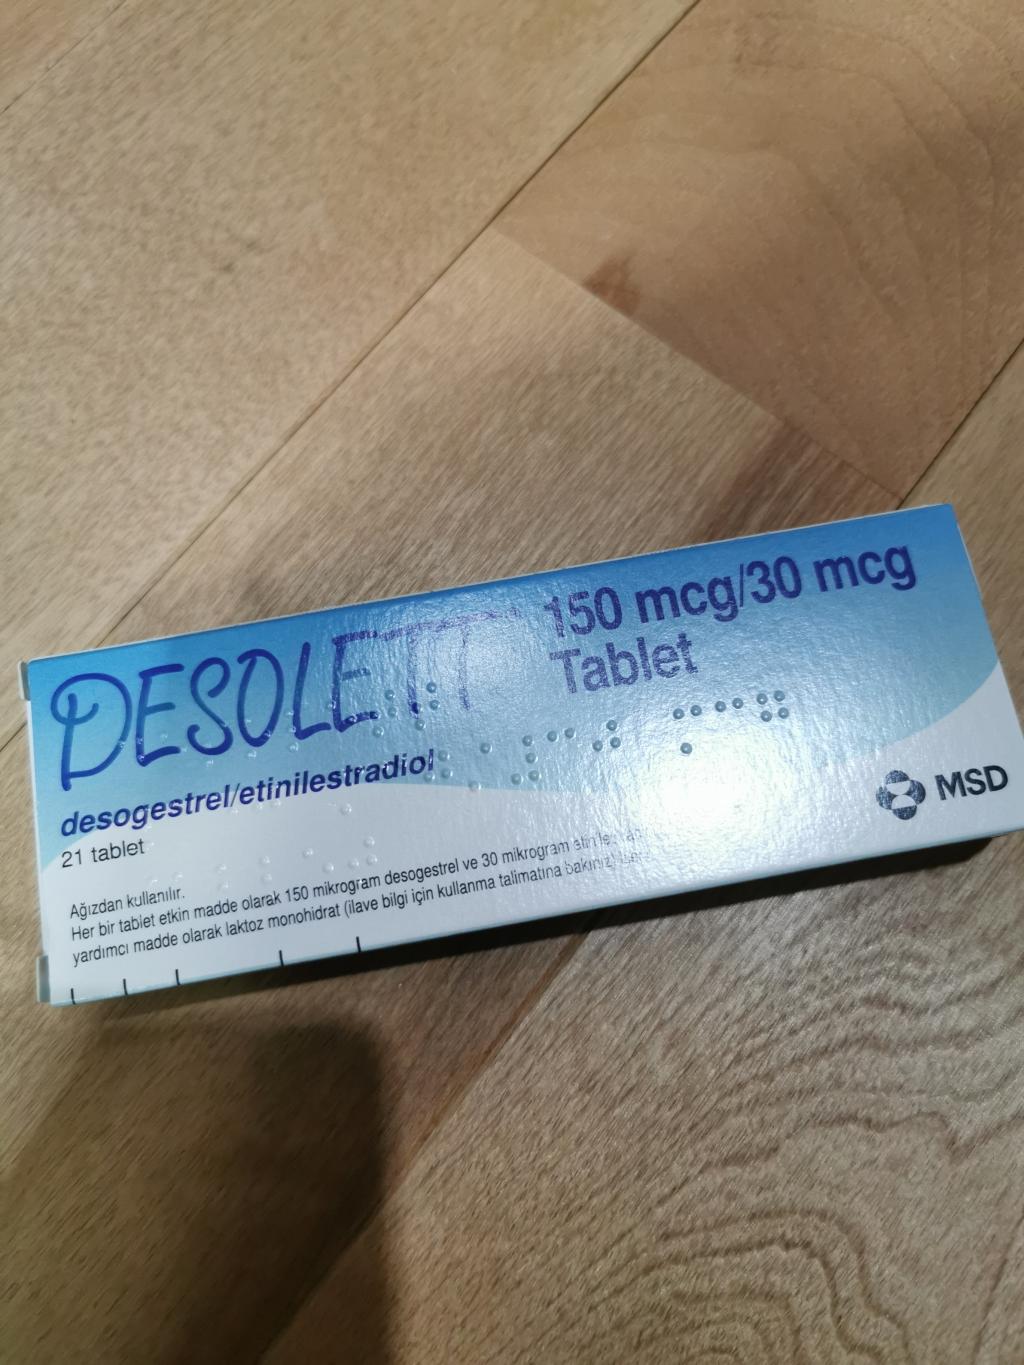 DESOLETT
150 mcg/30 mcg
Tablet
desogestrel/etinilestradiol
21 tablet
MSD
Ağızdan kullanılır.
Her bir tablet etkin madde olarak 150 mikrogram desogestrel ve 30 mikrogram
yardımcı madde olarak laktoz monohidrat (ilave bilgi için kullanma talimatına bakınız)